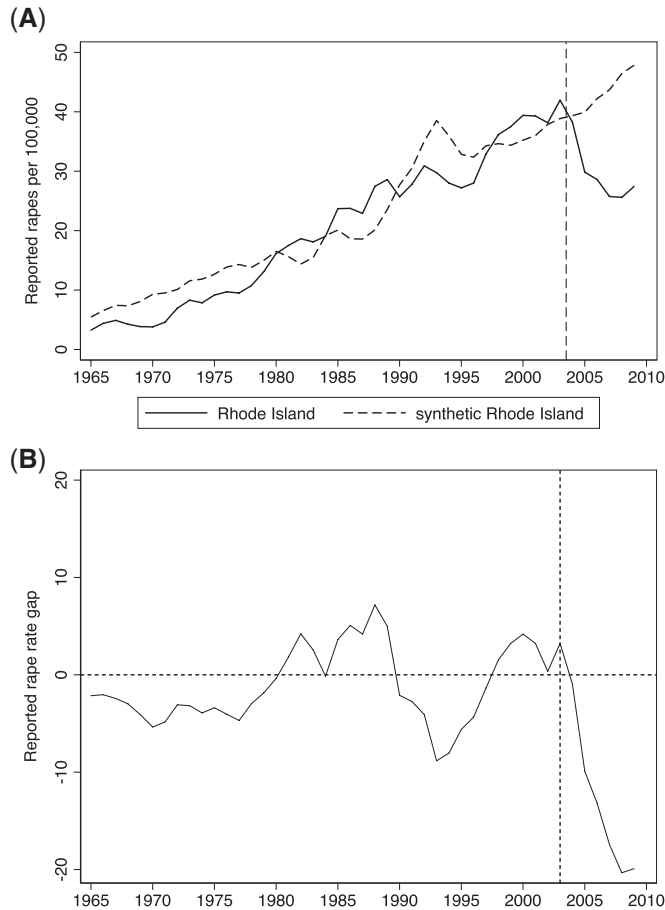 (A)
Reported rapes per 100,000
50
40
30
20
10
0
1965 1970 1975 1980 1985 1990 1995 2000 2005 2010
Rhode Island synthetic Rhode Island
(B)
Reported rape rate gap
20
10
0
-10
-20
1965 1970 1975 1980 1985 1990 1995 2000 2005 2010